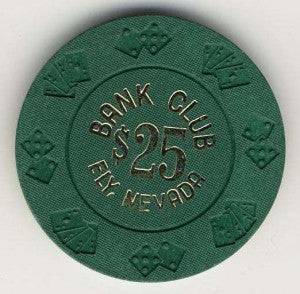 BANK CLUB
$25
ELY, NEVADA